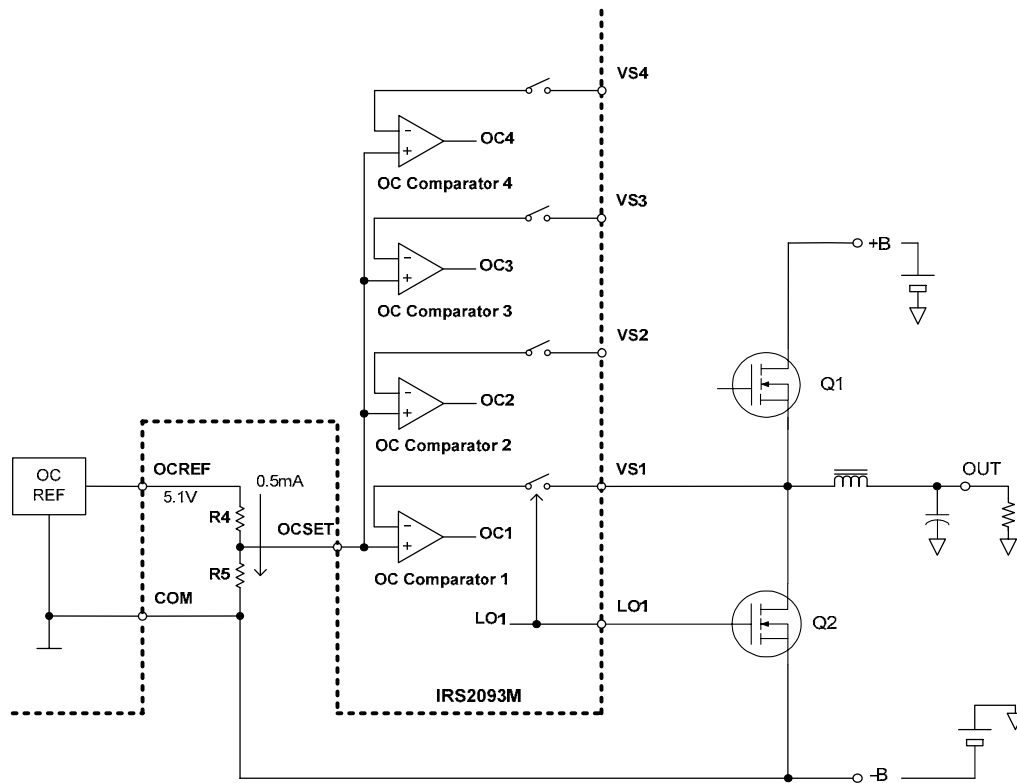 VS4
OC4
OC Comparator 4
VS3
OC3
OC Comparator 3
+B
VS2
OC2
Q1
OC Comparator 2
OC
REF
OCREF
5.1V
0.5mA
R4
OCSET
VS1
OUT
OC1
R5
OC Comparator 1
COM
LO1
LO1
Q2
IRS2093M
–B